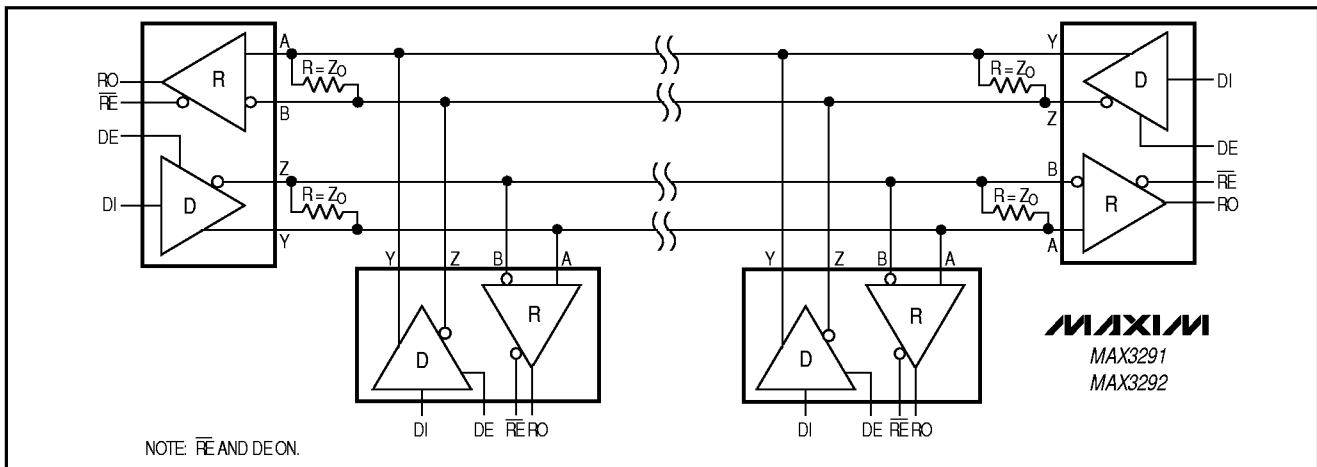 A
Y
RO
R
R = ZO
R = ZO
D
DI
RE
B
Z
DE
DE
Z
B
RE
DI
D
R = ZO
R = ZO
R
RO
Y
A
Y Z B A
Y Z B A
D R
D R
MAXIM
MAX3291
MAX3292
DI DE RE RO
DI DE RE RO
NOTE: RE AND DE ON.